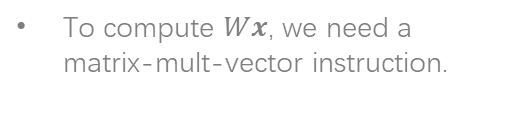 • To compute Wx, we need a
matrix-mult-vector instruction.